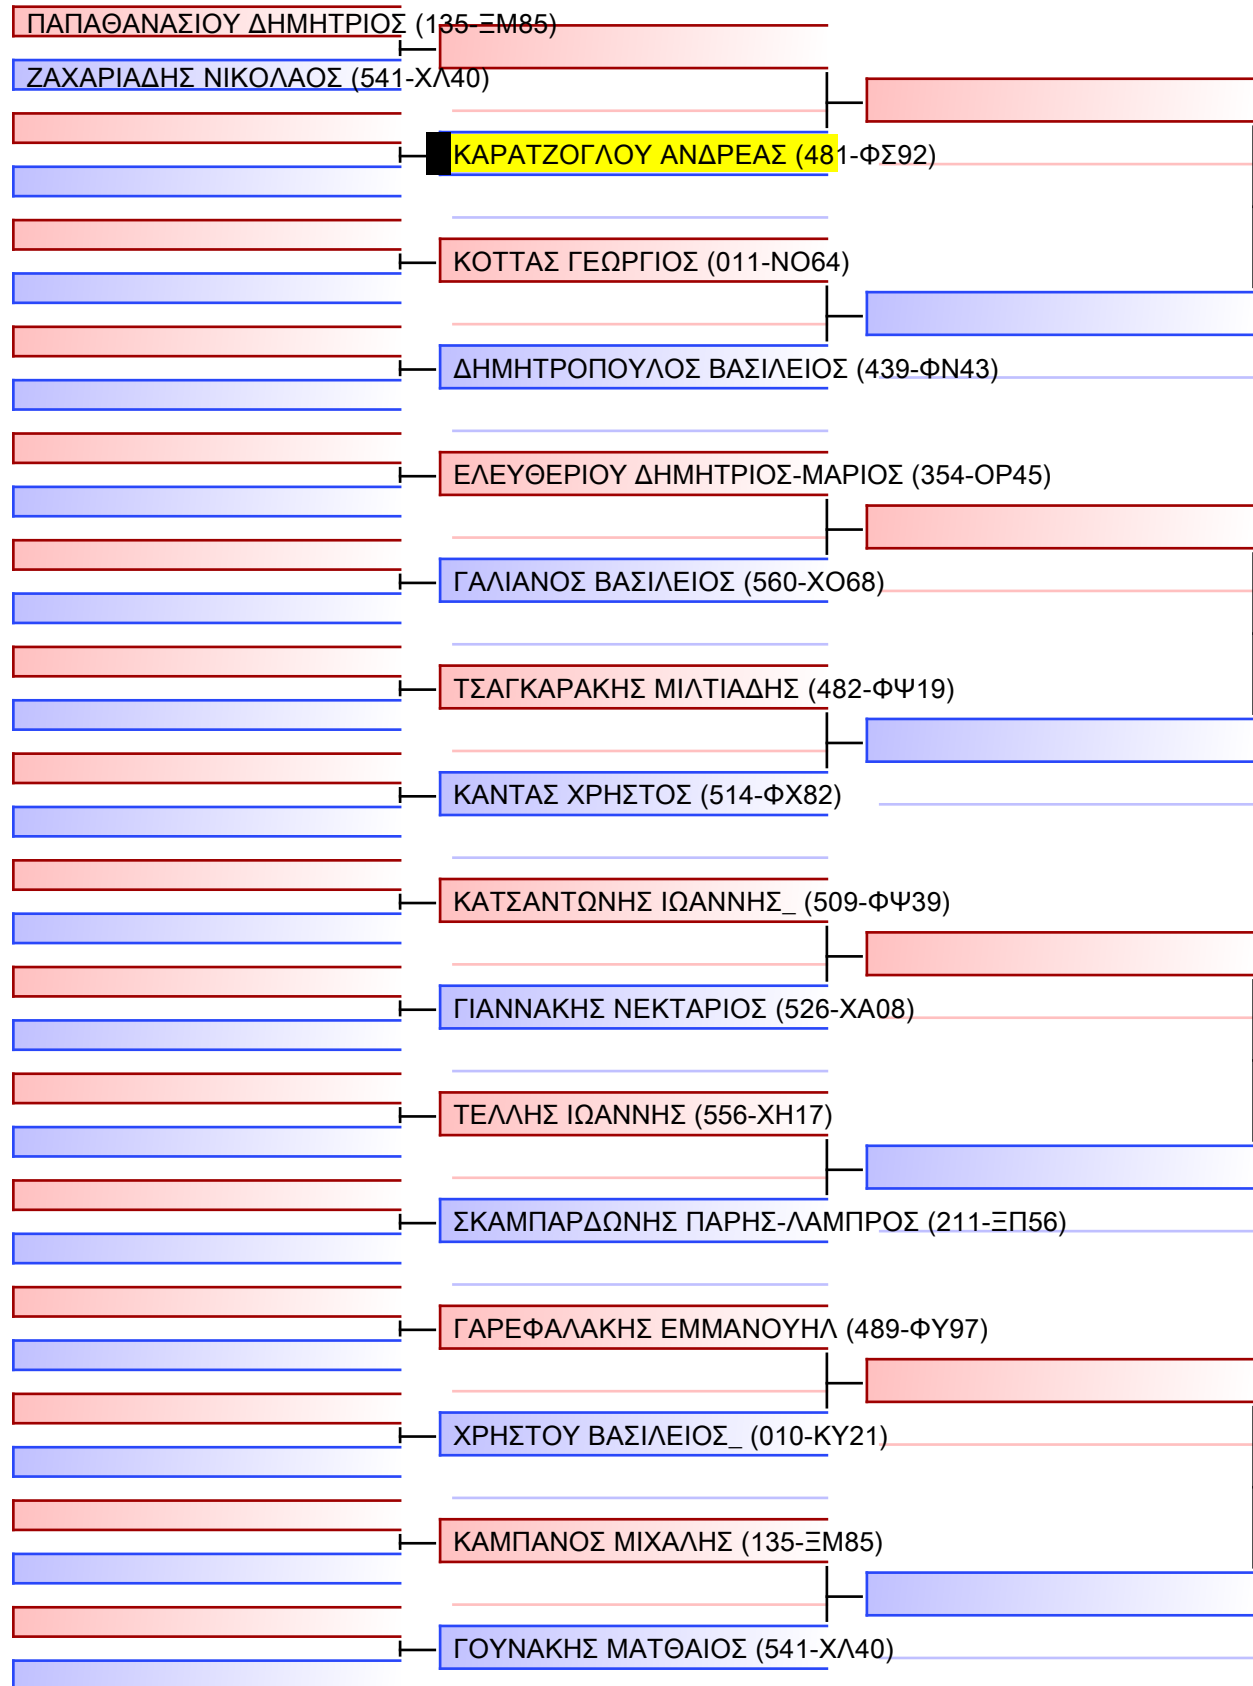 ΠΑΠΑΘΑΝΑΣΙΟΥ ΔΗΜΗΤΡΙΟΣ (135-ΞΜ85)
ΖΑΧΑΡΙΑΔΗΣ ΝΙΚΟΛΑΟΣ (541-ΧΛ40)
ΚΑΡΑΤΖΟΓΛΟΥ ΑΝΔΡΕΑΣ (481-ΦΣ92)
ΚΟΤΤΑΣ ΓΕΩΡΓΙΟΣ (011-ΝΟ64)
ΔΗΜΗΤΡΟΠΟΥΛΟΣ ΒΑΣΙΛΕΙΟΣ (439-ΦΝ43)
ΕΛΕΥΘΕΡΙΟΥ ΔΗΜΗΤΡΙΟΣ-ΜΑΡΙΟΣ (354-ΟΡ45)
ΓΑΛΙΑΝΟΣ ΒΑΣΙΛΕΙΟΣ (560-ΧΟ68)
ΤΣΑΓΚΑΡΑΚΗΣ ΜΙΛΤΙΑΔΗΣ (482-ΦΨ19)
ΚΑΝΤΑΣ ΧΡΗΣΤΟΣ (514-ΦΧ82)
ΚΑΤΣΑΝΤΩΝΗΣ ΙΩΑΝΝΗΣ_ (509-ΦΨ39)
ΓΙΑΝΝΑΚΗΣ ΝΕΚΤΑΡΙΟΣ (526-ΧΑ08)
ΤΕΛΛΗΣ ΙΩΑΝΝΗΣ (556-ΧΗ17)
ΣΚΑΜΠΑΡΔΩΝΗΣ ΠΑΡΗΣ-ΛΑΜΠΡΟΣ (211-ΞΠ56)
ΓΑΡΕΦΑΛΑΚΗΣ ΕΜΜΑΝΟΥΗΛ (489-ΦΥ97)
ΧΡΗΣΤΟΥ ΒΑΣΙΛΕΙΟΣ_ (010-ΚΥ21)
ΚΑΜΠΑΝΟΣ ΜΙΧΑΛΗΣ (135-ΞΜ85)
ΓΟΥΝΑΚΗΣ ΜΑΤΘΑΙΟΣ (541-ΧΛ40)